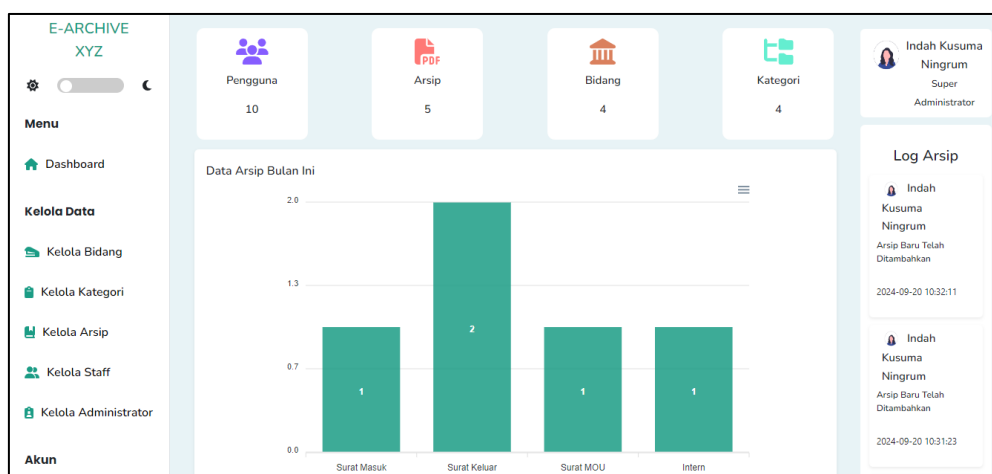 E-ARCHIVE
XYZ
Menu
Dashboard
Kelola Data
Kelola Bidang
Kelola Kategori
Kelola Arsip
Kelola Staff
Kelola Administrator
Akun
Pengguna
10
PDF
Arsip
5
Bidang
4
Kategori
4
Data Arsip Bulan Ini
2.0
1.3
0.7
0.0
1
2
1
1
Surat Masuk
Surat Keluar
Surat MOU
Intern
Indah Kusuma
Ningrum
Super
Administrator
Log Arsip
Indah
Kusuma
Ningrum
Arsip Baru Telah
Ditambahkan
2024-09-20 10:32:11
Indah
Kusuma
Ningrum
Arsip Baru Telah
Ditambahkan
2024-09-20 10:31:23